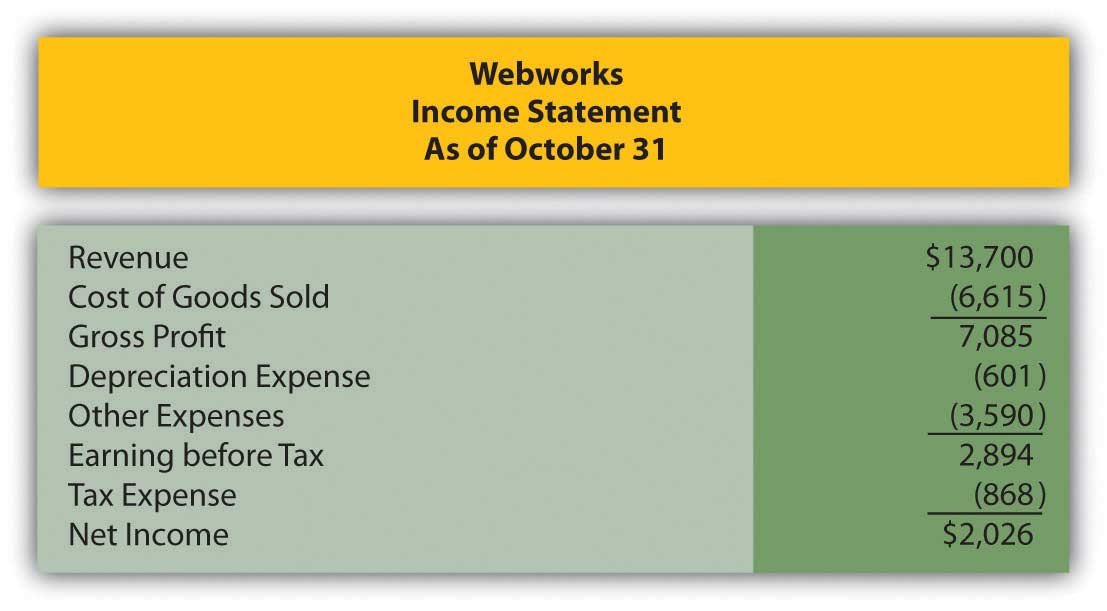 Webworks
Income Statement
As of October 31
Revenue $13,700
Cost of Goods Sold (6,615)
Gross Profit 7,085
Depreciation Expense (601)
Other Expenses (3,590)
Earning before Tax 2,894
Tax Expense (868)
Net Income $2,026